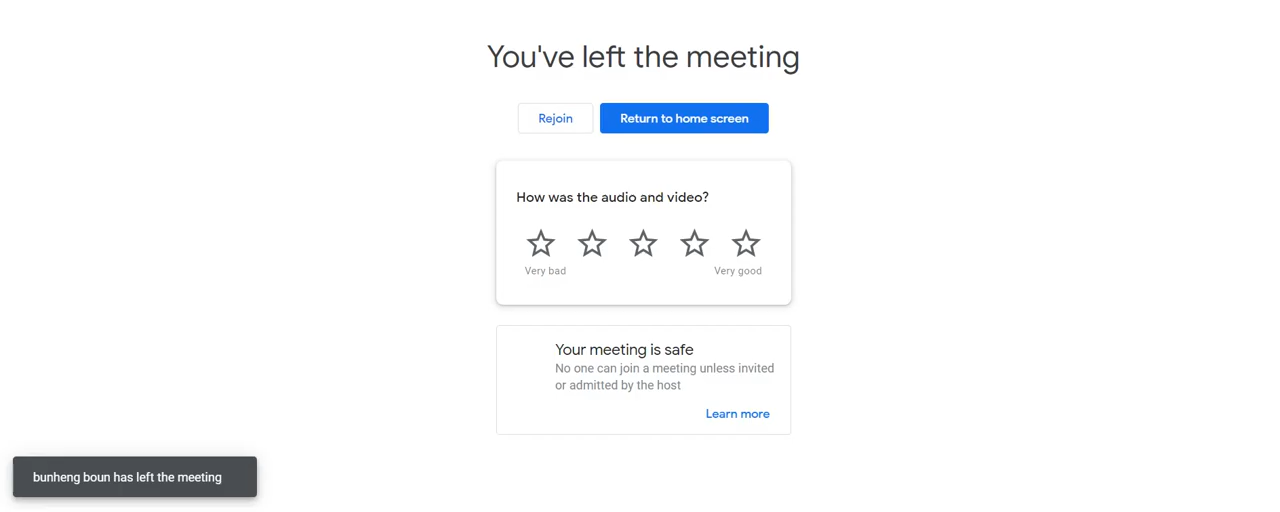 You've left the meeting
Rejoin
Return to home screen
How was the audio and video?
Very bad
Very good
Your meeting is safe
No one can join a meeting unless invited
or admitted by the host
Learn more
bunheng boun has left the meeting